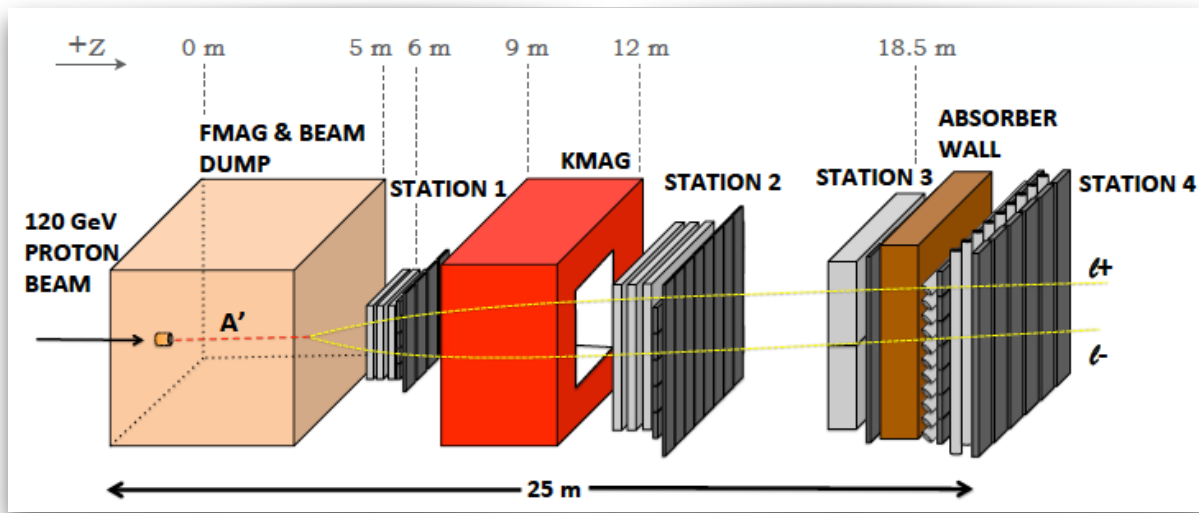 +z
0 m
5 m
6 m
9 m
12 m
18.5 m
FMAG & BEAM
DUMP
STATION 1
KMAG
STATION 2
STATION 3
ABSORBER
WALL
STATION 4
120 GeV
PROTON
BEAM
A’
ℓ+
ℓ-
25 m